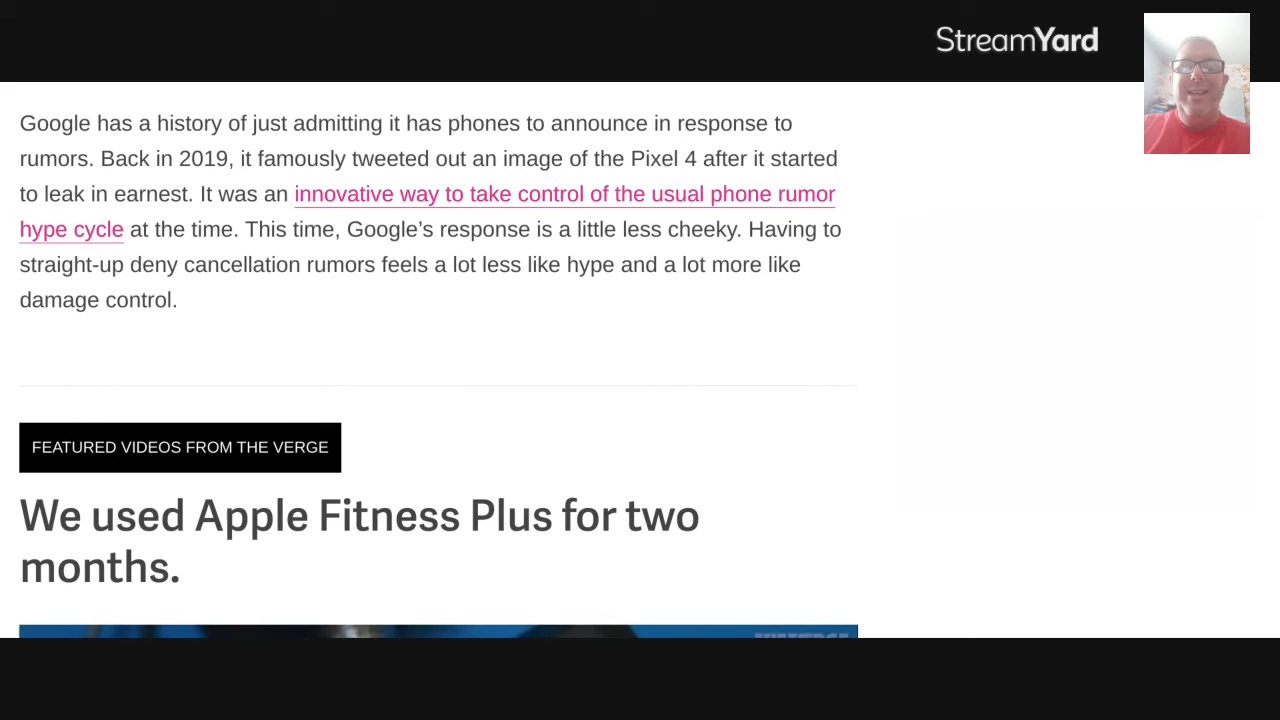 StreamYard
Google has a history of just admitting it has phones to announce in response to
rumors. Back in 2019, it famously tweeted out an image of the Pixel 4 after it started
to leak in earnest. It was an innovative way to take control of the usual phone rumor
hype cycle at the time. This time, Google’s response is a little less cheeky. Having to
straight-up deny cancellation rumors feels a lot less like hype and a lot more like
damage control.
FEATURED VIDEOS FROM THE VERGE
We used Apple Fitness Plus for two
months.